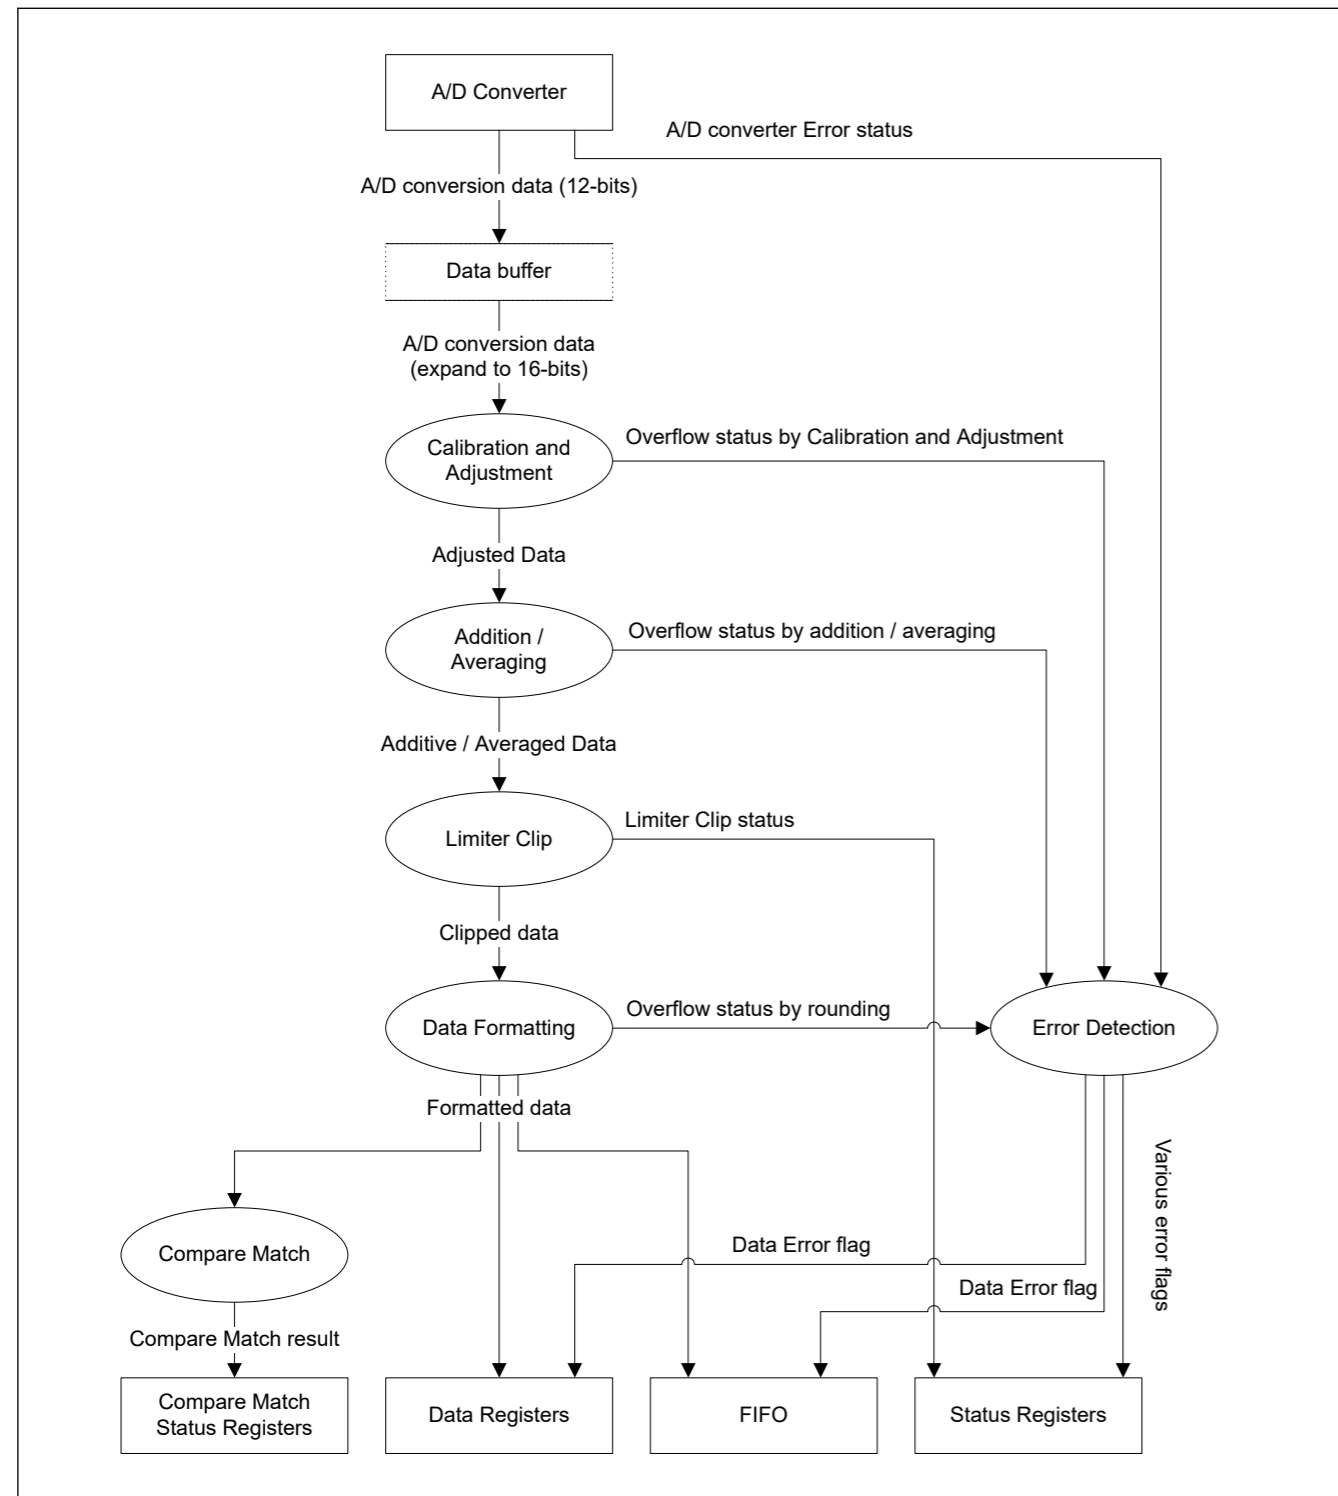 A/D Converter
A/D converter Error status
A/D conversion data (12-bits)
Data buffer
A/D conversion data
(expand to 16-bits)
Calibration and
Adjustment
Overflow status by Calibration and Adjustment
Adjusted Data
Addition /
Averaging
Overflow status by addition / averaging
Additive / Averaged Data
Limiter Clip
Limiter Clip status
Clipped data
Data Formatting
Overflow status by rounding
Error Detection
Formatted data
Various error flags
Compare Match
Data Error flag
Data Error flag
Compare Match result
Compare Match
Status Registers
Data Registers
FIFO
Status Registers